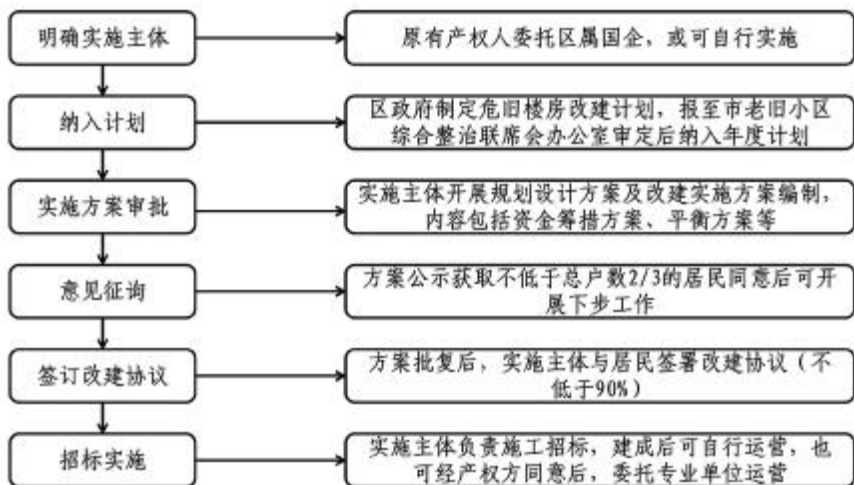 明确实施主体
原有产权人委托区属国企，或可自行实施
纳入计划
区政府制定危旧楼房改建计划，报至市老旧小区
综合整治联席会办公室审定后纳入年度计划
实施方案审批
实施主体开展规划设计方案及改建实施方案编制，
内容包括资金筹措方案、平衡方案等
意见征询
方案公示获取不低于总户数2/3的居民同意后可开
展下步工作
签订改建协议
方案批复后，实施主体与居民签署改建协议（不
低于90%）
招标实施
实施主体负责施工招标，建成后可自行运营，也
可经产权方同意后，委托专业单位运营